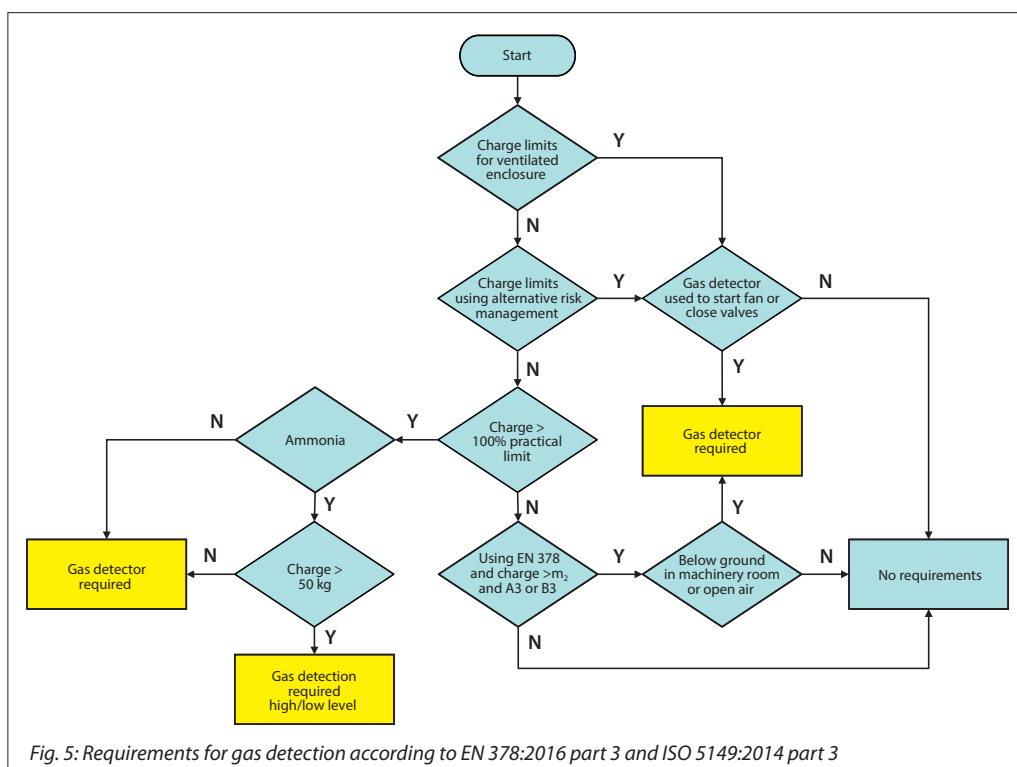 Start
Charge limits
for ventilated
enclosure
Y
N
Charge limits
using alternative risk
management
Y
Gas detector
used to start fan or
close valves
N
N
Y
N
Ammonia
Y
Charge >
100% practical
limit
Gas detector
required
Y
N
Y
Gas detector
required
N
Charge >
50 kg
Using EN 378
and charge >m₂
and A3 or B3
Y
Below ground
in machinery room
or open air
N
No requirements
Y
N
Gas detection
required
high/low level
Fig. 5: Requirements for gas detection according to EN 378:2016 part 3 and ISO 5149:2014 part 3